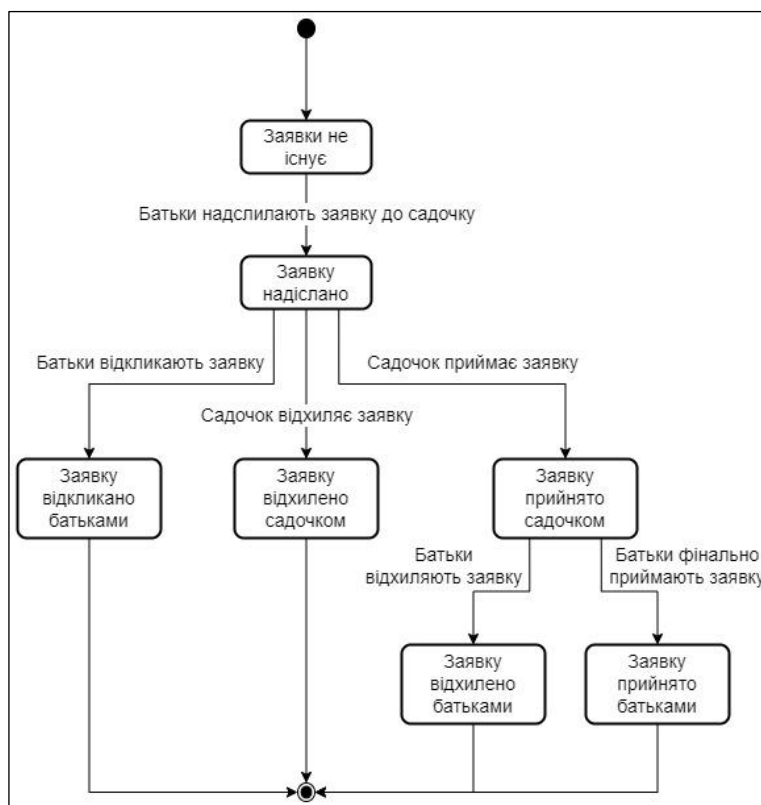 Заявки не
існує
Батьки надслилають заявку до садочку
Заявку
надіслано
Батьки відкликають заявку
Садочок приймає заявку
Садочок відхиляє заявку
Заявку
відкликано
батьками
Заявку
відхилено
садочком
Заявку
прийнято
садочком
Батьки
відхиляють заявку
Батьки фінально
приймають заявку
Заявку
відхилено
батьками
Заявку
прийнято
батьками